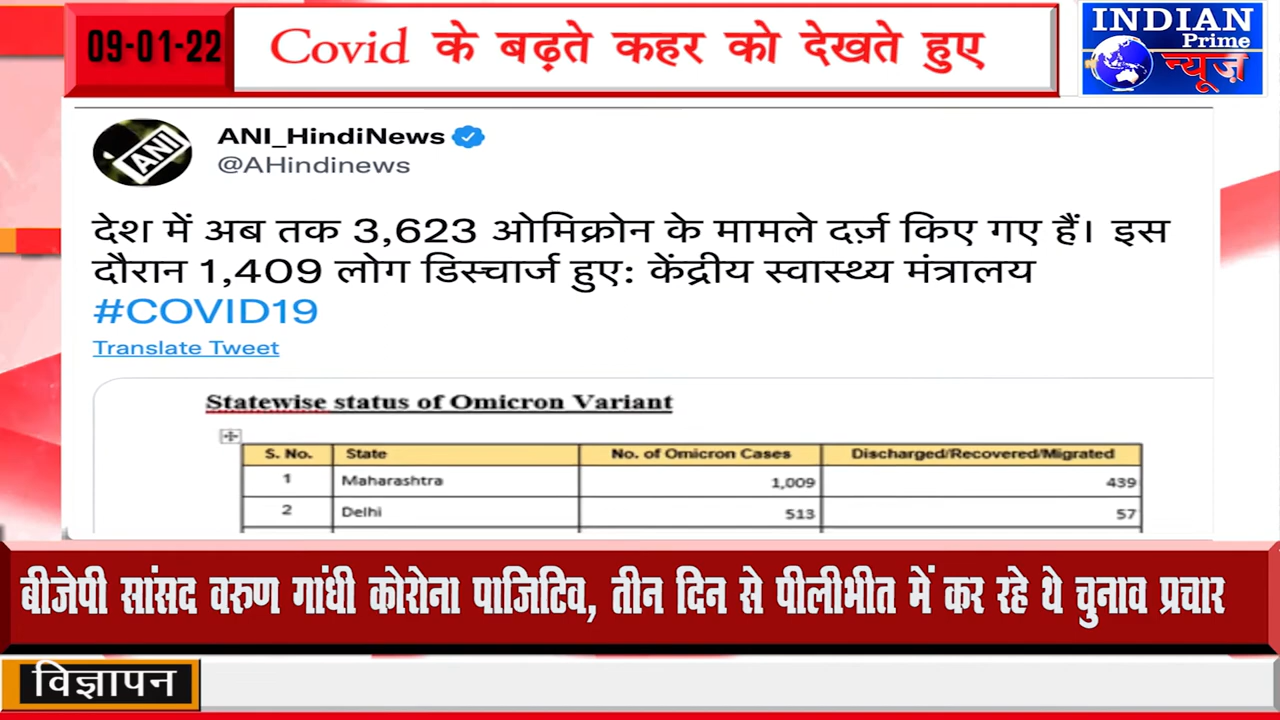 09-01-22
Covid के बढ़ते कहर को देखते हुए
INDIAN
Prime
न्यूज़
ANI
ANI_HindiNews
@AHindinews
देश में अब तक 3,623 ओमिक्रोन के मामले दर्ज़ किए गए हैं। इस
दौरान 1,409 लोग डिस्चार्ज हुए: केंद्रीय स्वास्थ्य मंत्रालय
#COVID19
Translate Tweet
Statewise status of Omicron Variant
S. No. State No. of Omicron Cases Discharged/Recovered/Migrated
1 Maharashtra 1,009 439
2 Delhi 513 57
बीजेपी सांसद वरुण गांधी कोरोना पाजिटिव, तीन दिन से पीलीभीत में कर रहे थे चुनाव प्रचार
विज्ञापन